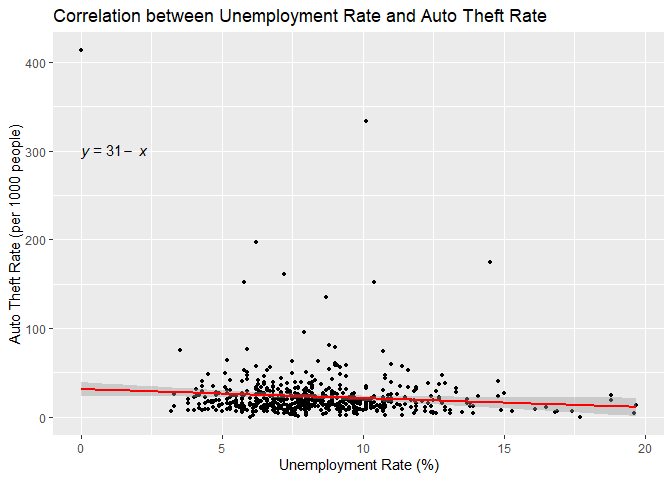 Correlation between Unemployment Rate and Auto Theft Rate
Auto Theft Rate (per 1000 people)
400
300
200
100
0
y = 31 − x
0
5
10
15
20
Unemployment Rate (%)